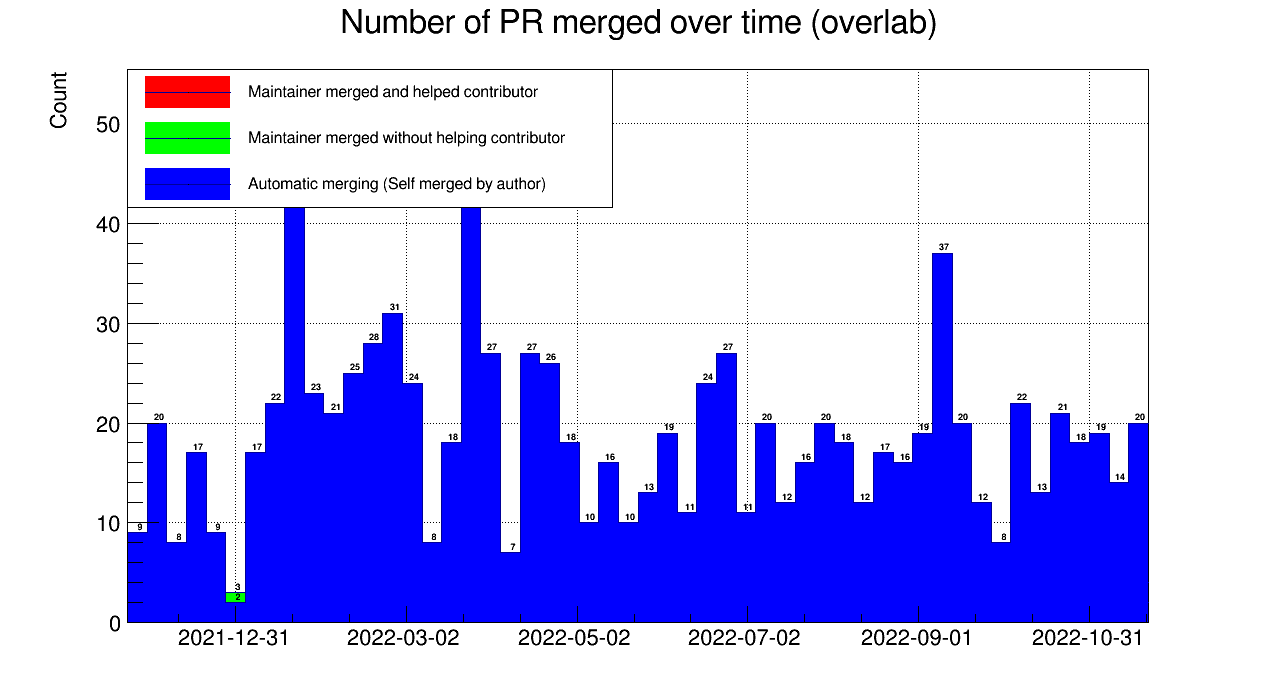 Number of PR merged over time (overlab)
Count
Maintainer merged and helped contributor
Maintainer merged without helping contributor
Automatic merging (Self merged by author)
50
40
30
20
10
0
9 20 8 17 9 3 2 17 22 23 21 25 28 31 24 8 18 27 7 27 26 18 10 16 10 13 19 11 24 27 11 20 12 16 20 18 12 17 16 19 37 20 12 8 22 13 21 18 19 14 20
2021-12-31 2022-03-02 2022-05-02 2022-07-02 2022-09-01 2022-10-31